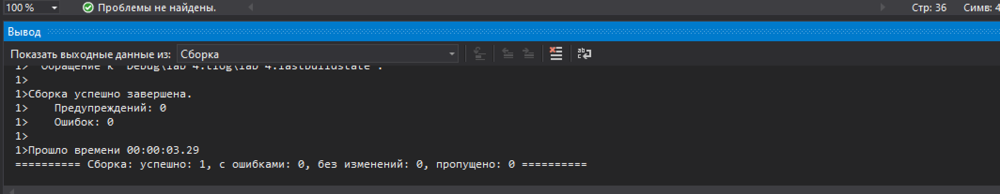 100 %
Проблемы не найдены.
Стр: 36
Симв: 4
Вывод
Показать выходные данные из: Сборка
1> Обращение к "Debug\lab 4.tlog\lab 4.lastbuildstate".
1>
1>Сборка успешно завершена.
1> Предупреждений: 0
1> Ошибок: 0
1>
1>Прошло времени 00:00:03.29
========== Сборка: успешно: 1, с ошибками: 0, без изменений: 0, пропущено: 0 ==========